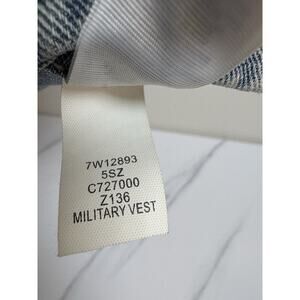 7W12893
5SZ
C727000
Z136
MILITARY VEST